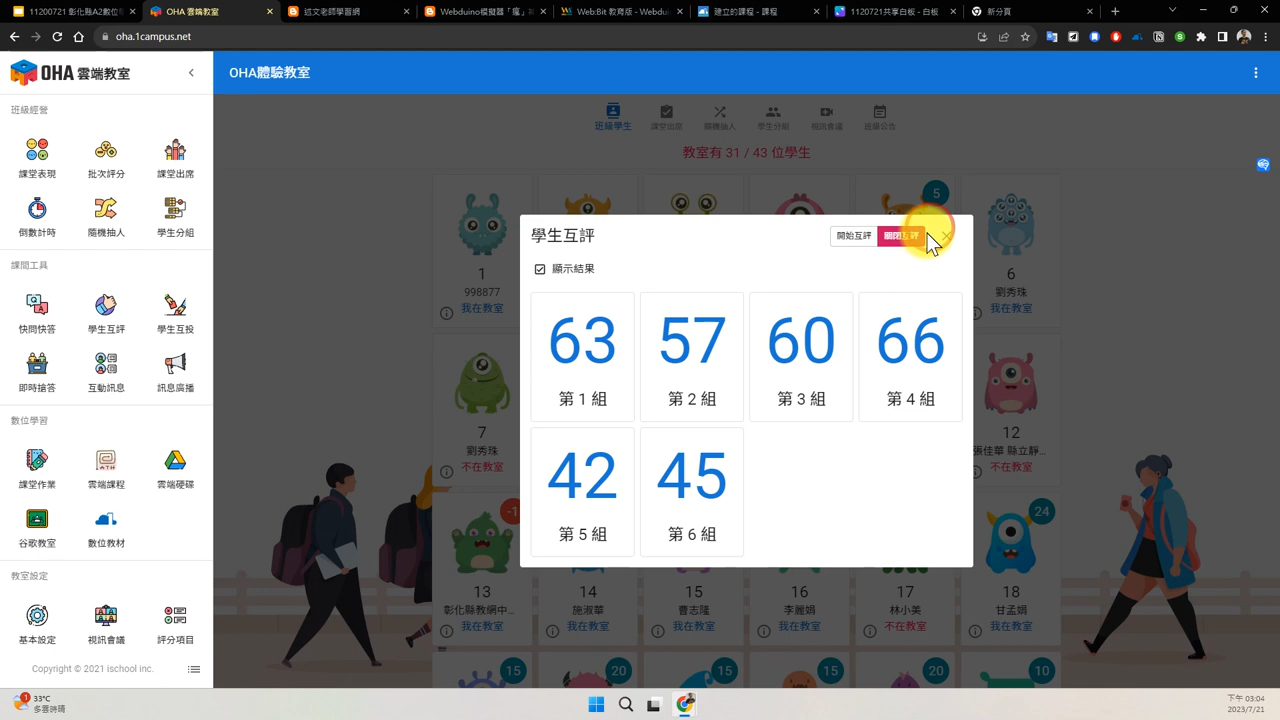 11200721 彰化縣A2數位
OHA 雲端教室
述文老師學習網
Webduino模擬器「瘋」
Web:Bit 教育版 - Webdui
建立的課程 - 課程
1120721共享白板 - 白板
新分頁
oha.1campus.net
OHA 雲端教室
OHA體驗教室
班級經營
課堂表現
批次評分
課堂出席
倒數計時
隨機抽人
學生分組
課間工具
快問快答
學生互評
學生互投
即時搶答
互動訊息
訊息廣播
數位學習
課堂作業
雲端課程
雲端硬碟
谷歌教室
數位教材
教室設定
基本設定
視訊會議
評分項目
Copyright © 2021 ischool inc.
班級學生
課堂出席
隨機抽人
學生分組
視訊會議
班級公告
教室有 31 / 43 位學生
5
1
998877
我在教室
6
劉秀珠
我在教室
學生互評
開始互評
關閉互評
顯示結果
63
第 1 組
57
第 2 組
60
第 3 組
66
第 4 組
42
第 5 組
45
第 6 組
7
劉秀珠
不在教室
12
張佳華 縣立靜...
不在教室
-1
24
13
彰化縣教網中...
我在教室
14
施淑華
我在教室
15
曹志隆
我在教室
16
李麗娟
我在教室
17
林小美
不在教室
18
甘孟娟
我在教室
15
20
15
15
20
10
1
33°C
多雲時晴
下午 03:04
2023/7/21